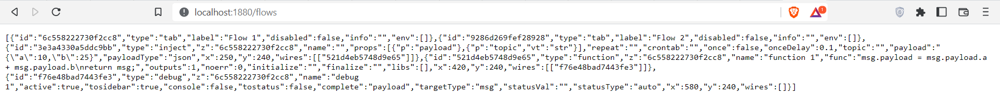 localhost:1880/flows
1
[{"id":"6c558222730f2cc8","type":"tab","label":"Flow 1","disabled":false,"info":"","env":[]},{"id":"9286d269fef28928","type":"tab","label":"Flow 2","disabled":false,"info":"","env":[]},
{"id":"3e3a4330a5ddc9bb","type":"inject","z":"6c558222730f2cc8","name":"","props":[{"p":"payload"},{"p":"topic","vt":"str"}],"repeat":"","crontab":"","once":false,"onceDelay":0.1,"topic":"","payload":"
{\"a\":10,\"b\":25}","payloadType":"json","x":250,"y":240,"wires":[["521d4eb5748d9e65"]]},{"id":"521d4eb5748d9e65","type":"function","z":"6c558222730f2cc8","name":"function 1","func":"msg.payload = msg.payload.a
+ msg.payload.b\nreturn msg;","outputs":1,"noerr":0,"initialize":"","finalize":"","libs":[],"x":420,"y":240,"wires":[["f76e48bad7443fe3"]]},
{"id":"f76e48bad7443fe3","type":"debug","z":"6c558222730f2cc8","name":"debug
1","active":true,"tosidebar":true,"console":false,"tostatus":false,"complete":"payload","targetType":"msg","statusVal":"","statusType":"auto","x":580,"y":240,"wires":[]}]